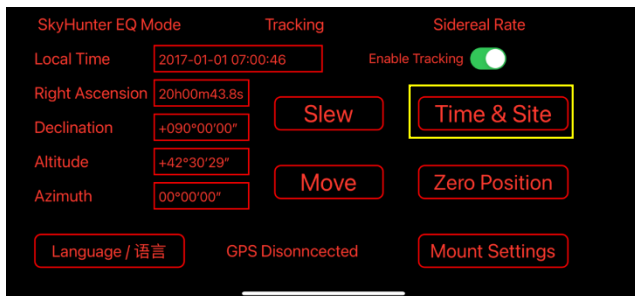 SkyHunter EQ Mode Tracking Sidereal Rate
Local Time 2017-01-01 07:00:46 Enable Tracking
Right Ascension 20h00m43.8s
Slew Time & Site
Declination +090°00'00"
Altitude +42°30'29"
Move Zero Position
Azimuth 00°00'00"
Language / 语言 GPS Disonncected Mount Settings